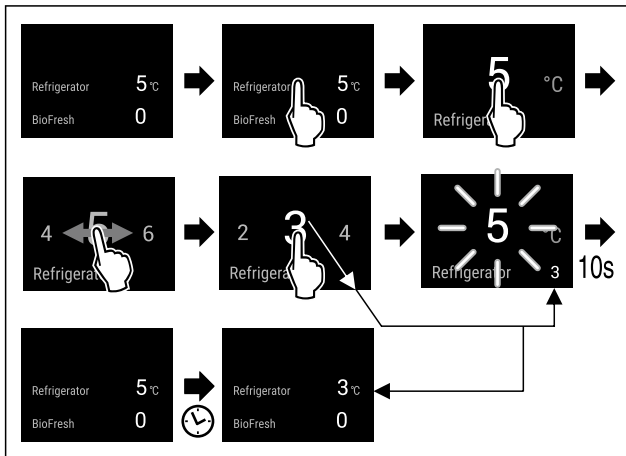 Refrigerator 5 °C
BioFresh 0
Refrigerator 5 °C
BioFresh 0
5 °C
Refriger
4 5 6
Refrigerat
2 3 4
Refrigera
5 °C
Refrigerator 3
10s
Refrigerator 5 °C
BioFresh 0
Refrigerator 3 °C
BioFresh 0